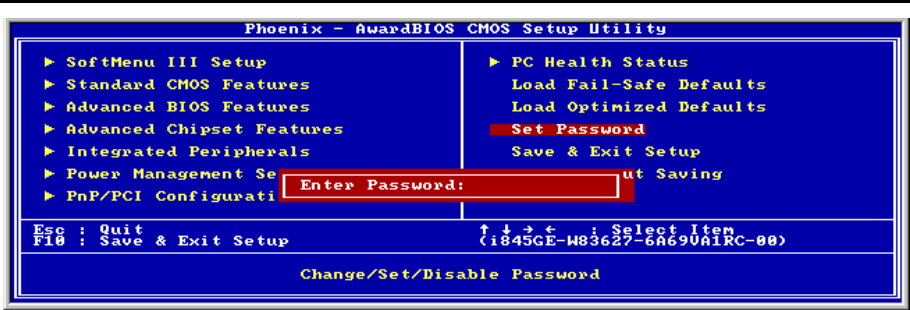 Phoenix - AwardBIOS CMOS Setup Utility
► SoftMenu III Setup
► Standard CMOS Features
► Advanced BIOS Features
► Advanced Chipset Features
► Integrated Peripherals
► Power Management Se
► PnP/PCI Configurati
► PC Health Status
Load Fail-Safe Defaults
Load Optimized Defaults
Set Password
Save & Exit Setup
ut Saving
Enter Password:
Esc : Quit
F10 : Save & Exit Setup
↑ ↓ → ← : Select Item
(i845GE-W83627-6A69VA1RC-00)
Change/Set/Disable Password